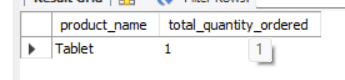 Result Grid Filter Rows:
product_name total_quantity_ordered
Tablet 1 1